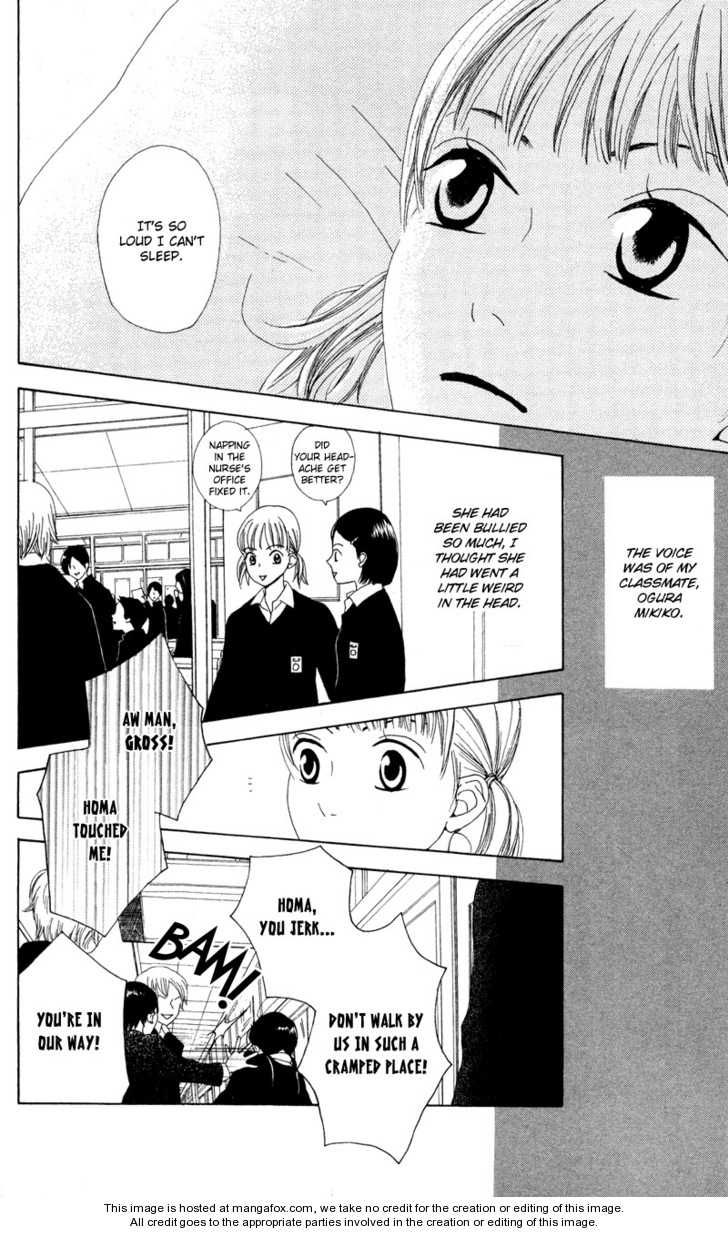 IT'S SO
LOUD I CAN'T
SLEEP.
THE VOICE
WAS OF MY
CLASSMATE,
OGURA
MIKIKO.
SHE HAD
BEEN BULLIED
SO MUCH, I
THOUGHT SHE
HAD WENT A
LITTLE WEIRD
IN THE HEAD.
DID
YOUR HEAD-
ACHE GET
BETTER?
NAPPING
IN THE
NURSE'S
OFFICE
FIXED IT.
AW MAN,
GROSS!
HOMA
TOUCHED
ME!
HOMA,
YOU JERK...
DON'T WALK BY
US IN SUCH A
CRAMPED PLACE!
BAM!
YOU'RE IN
OUR WAY!
This image is hosted at mangafox.com, we take no credit for the creation or editing of this image.
All credit goes to the appropriate parties involved in the creation or editing of this image.